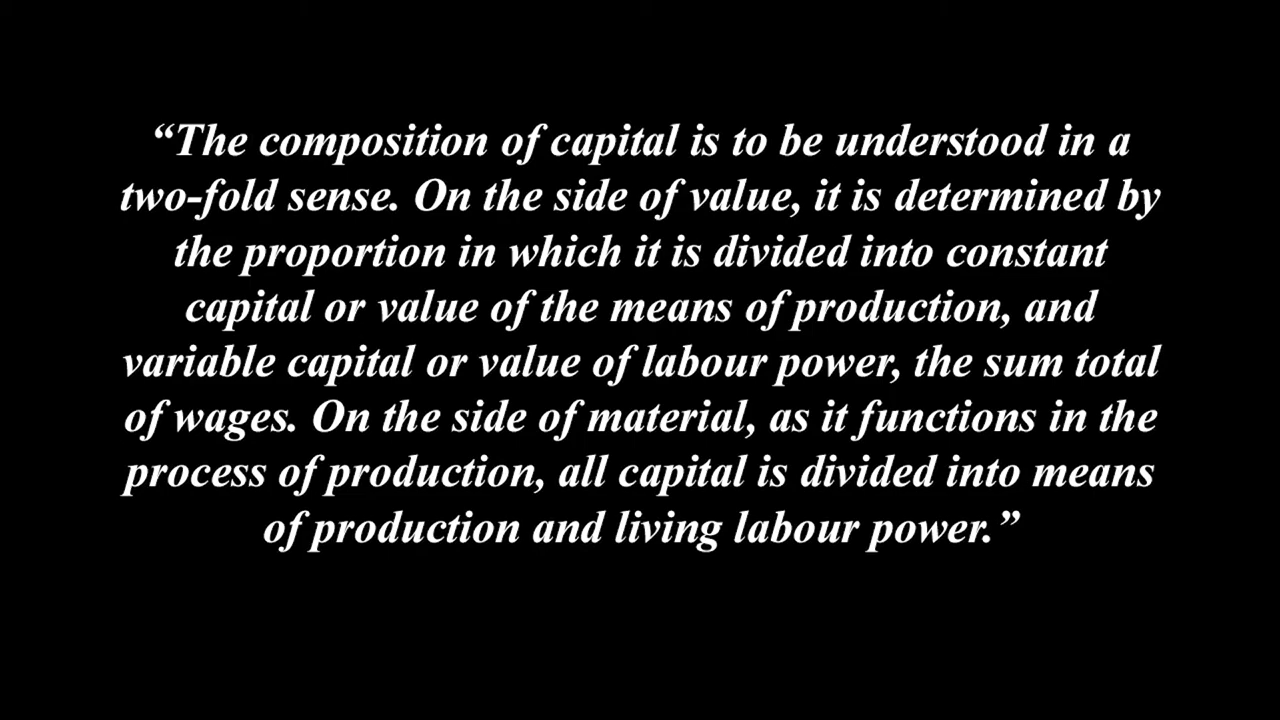 “The composition of capital is to be understood in a
two-fold sense. On the side of value, it is determined by
the proportion in which it is divided into constant
capital or value of the means of production, and
variable capital or value of labour power, the sum total
of wages. On the side of material, as it functions in the
process of production, all capital is divided into means
of production and living labour power.”